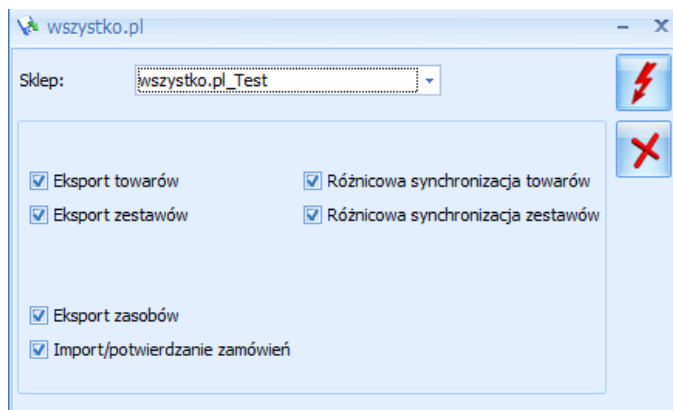 wszystko.pl
Sklep: wszystko.pl_Test
Eksport towarów Różnicowa synchronizacja towarów
Eksport zestawów Różnicowa synchronizacja zestawów
Eksport zasobów
Import/potwierdzanie zamówień